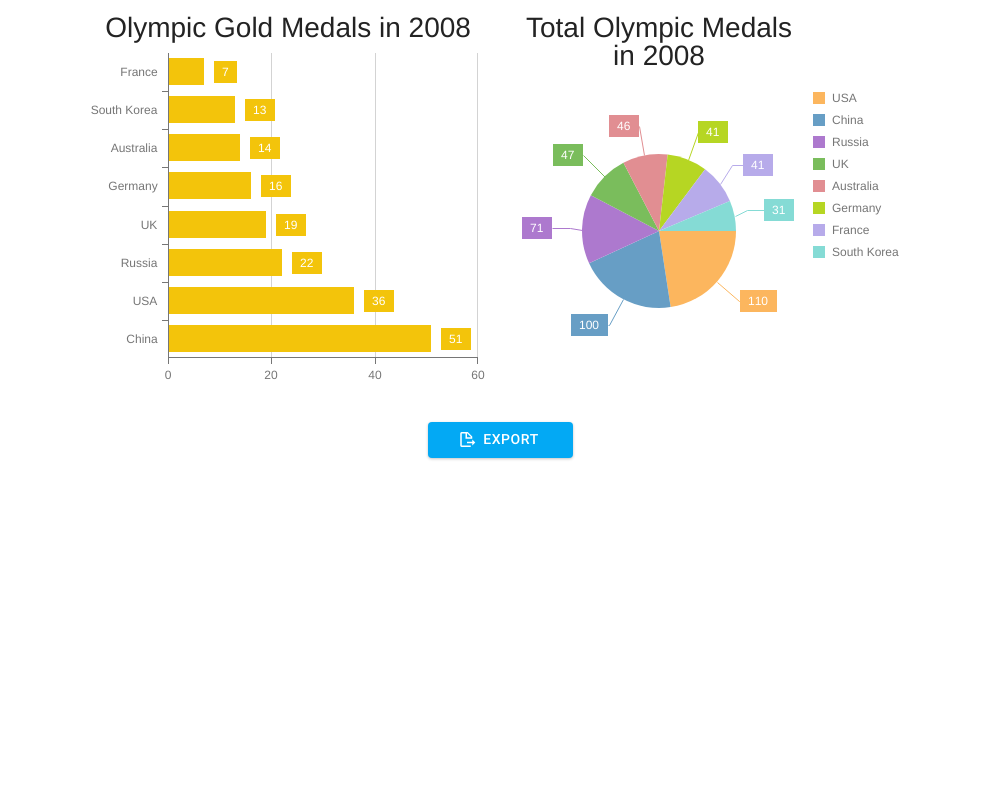 Olympic Gold Medals in 2008
France
7
South Korea
13
Australia
14
Germany
16
UK
19
Russia
22
USA
36
China
51
0 20 40 60
Total Olympic Medals
in 2008
46
41
47
41
31
71
110
100
USA
China
Russia
UK
Australia
Germany
France
South Korea
EXPORT